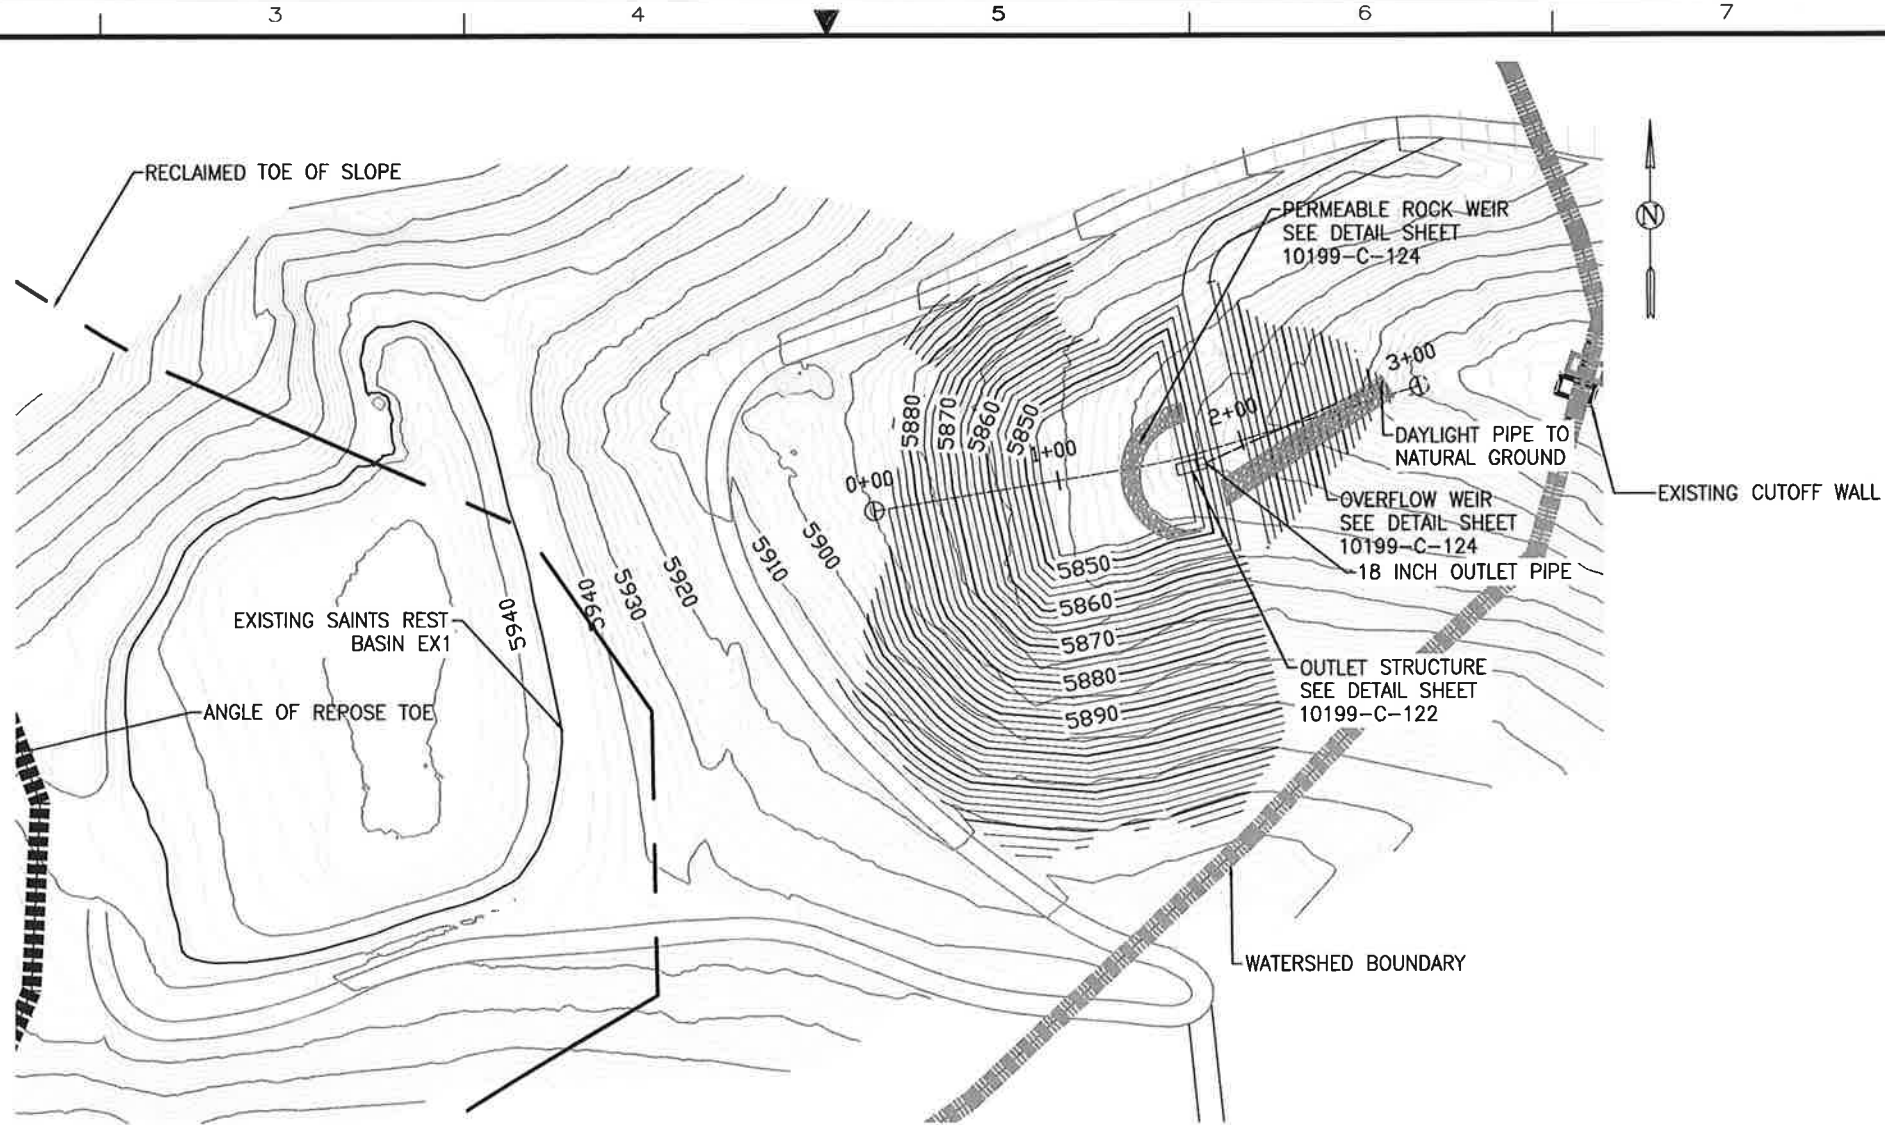 3
4
5
6
7
RECLAIMED TOE OF SLOPE
PERMEABLE ROCK WEIR
SEE DETAIL SHEET
10199-C-124
N
3+00
2+00
1+00
0+00
5880
5870
5860
5850
DAYLIGHT PIPE TO
NATURAL GROUND
OVERFLOW WEIR
SEE DETAIL SHEET
10199-C-124
EXISTING CUTOFF WALL
18 INCH OUTLET PIPE
5900
5910
5920
5930
5940
5940
EXISTING SAINTS REST
BASIN EX1
5850
5860
5870
5880
5890
OUTLET STRUCTURE
SEE DETAIL SHEET
10199-C-122
ANGLE OF REPOSE TOE
WATERSHED BOUNDARY